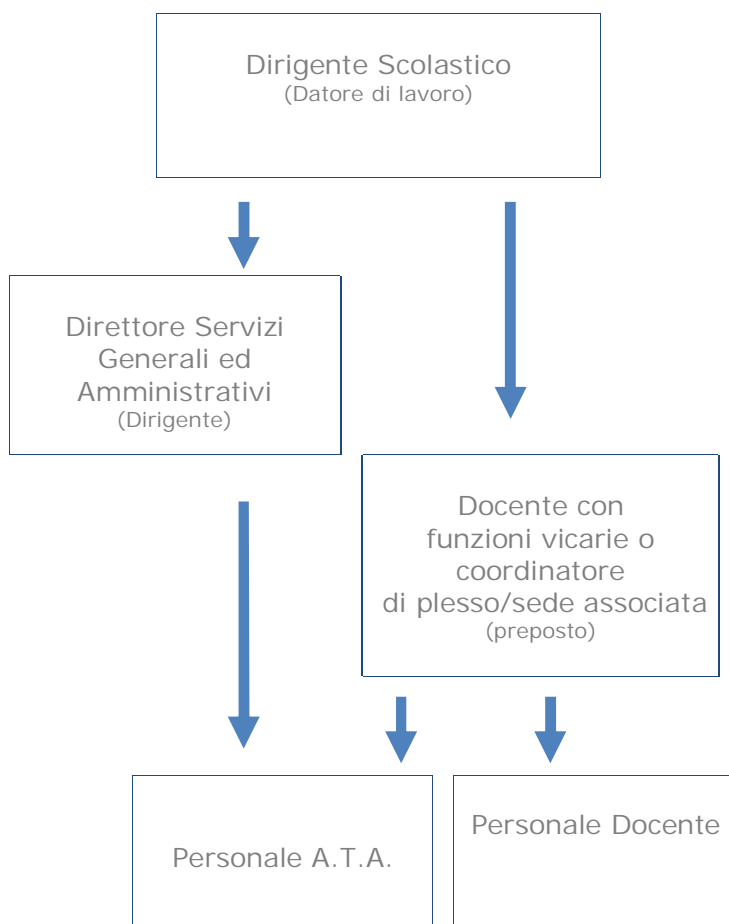 Dirigente Scolastico
(Datore di lavoro)
Direttore Servizi
Generali ed
Amministrativi
(Dirigente)
Docente con
funzioni vicarie o
coordinatore
di plesso/sede associata
(preposto)
Personale A.T.A.
Personale Docente